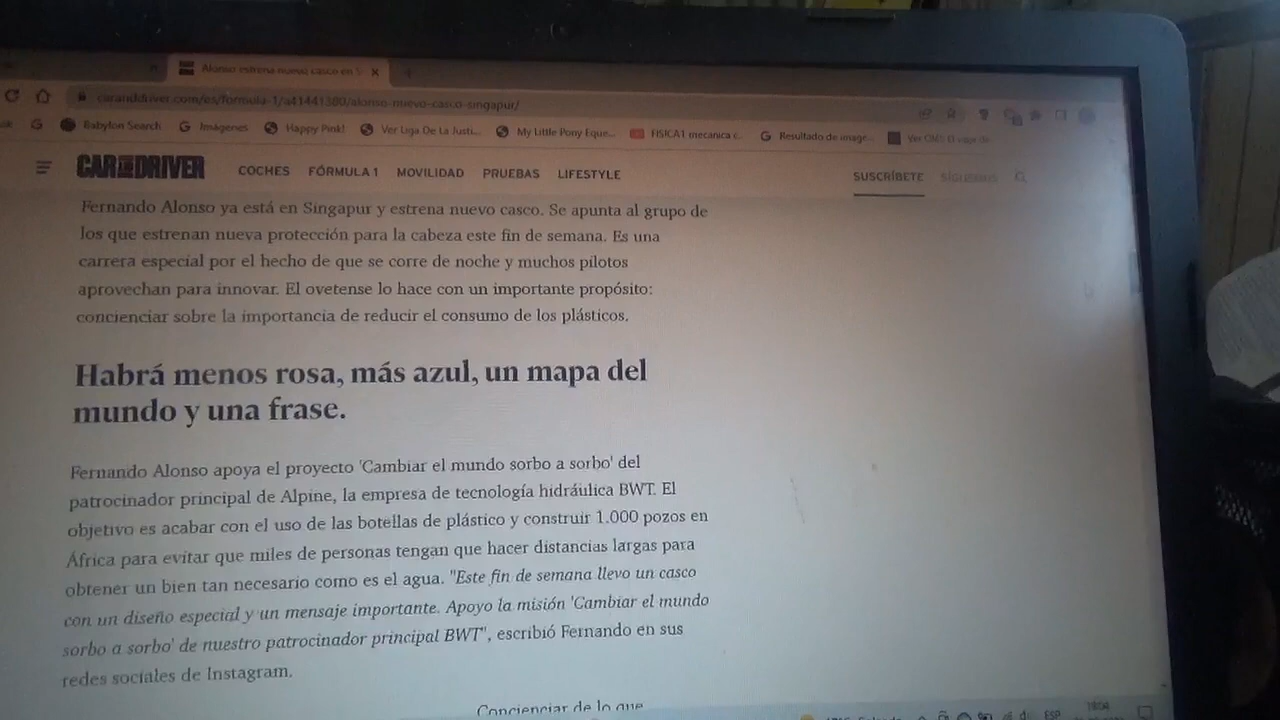 Alonso estrena nuevo casco en S
caranddriver.com/es/formula-1/a41441380/alonso-nuevo-casco-singapur/
Babylon Search Imágenes Happy Pink! Ver Liga De La Justi... My Little Pony Eque... FISICA1 mecanica c... Resultado de image...
CAR AND DRIVER COCHES FÓRMULA 1 MOVILIDAD PRUEBAS LIFESTYLE SUSCRÍBETE SÍGUENOS
Fernando Alonso ya está en Singapur y estrena nuevo casco. Se apunta al grupo de
los que estrenan nueva protección para la cabeza este fin de semana. Es una
carrera especial por el hecho de que se corre de noche y muchos pilotos
aprovechan para innovar. El ovetense lo hace con un importante propósito:
concienciar sobre la importancia de reducir el consumo de los plásticos.
Habrá menos rosa, más azul, un mapa del
mundo y una frase.
Fernando Alonso apoya el proyecto 'Cambiar el mundo sorbo a sorbo' del
patrocinador principal de Alpine, la empresa de tecnología hidráulica BWT. El
objetivo es acabar con el uso de las botellas de plástico y construir 1.000 pozos en
África para evitar que miles de personas tengan que hacer distancias largas para
obtener un bien tan necesario como es el agua. "Este fin de semana llevo un casco
con un diseño especial y un mensaje importante. Apoyo la misión 'Cambiar el mundo
sorbo a sorbo' de nuestro patrocinador principal BWT", escribió Fernando en sus
redes sociales de Instagram.
Concienciar de lo que
ESP